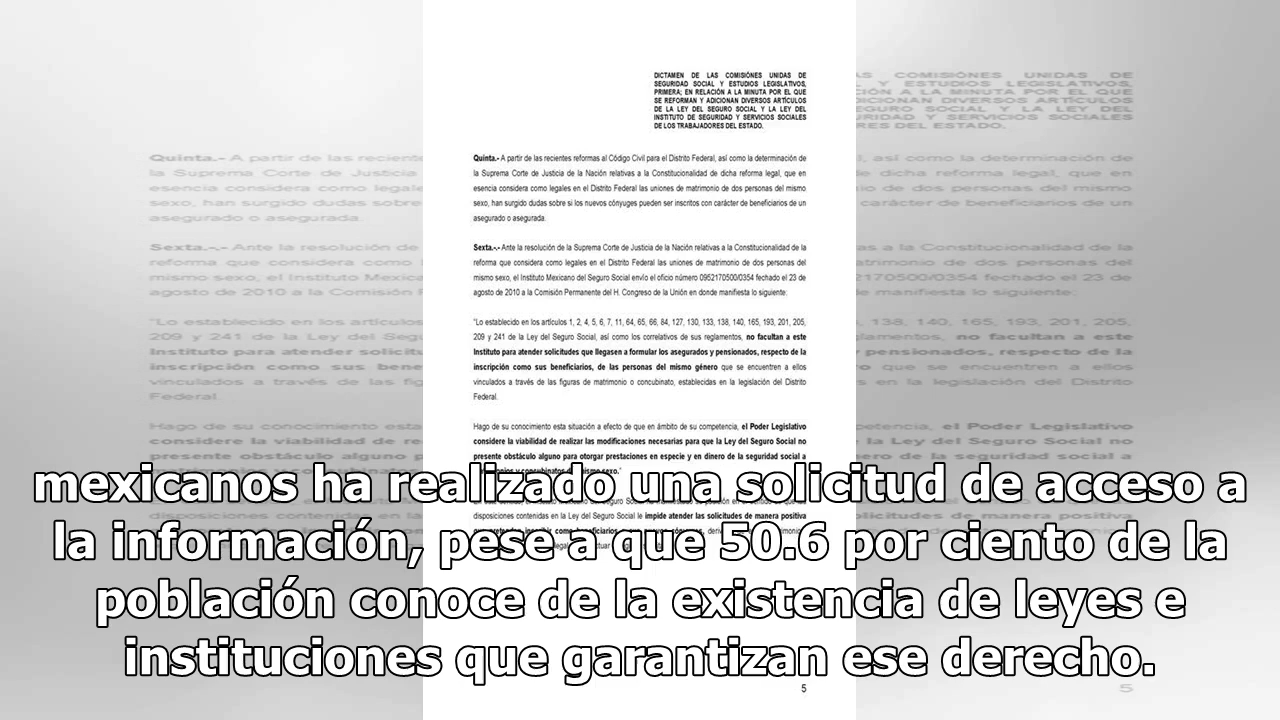 DICTAMEN DE LAS COMISIÓNES UNIDAS DE
SEGURIDAD SOCIAL Y ESTUDIOS LEGISLATIVOS,
PRIMERA; EN RELACIÓN A LA MINUTA POR EL QUE
SE REFORMAN Y ADICIONAN DIVERSOS ARTÍCULOS
DE LA LEY DEL SEGURO SOCIAL Y LA LEY DEL
INSTITUTO DE SEGURIDAD Y SERVICIOS SOCIALES
DE LOS TRABAJADORES DEL ESTADO.
Quinta.- A partir de las recientes reformas al Código Civil para el Distrito Federal, así como la determinación de
la Suprema Corte de Justicia de la Nación relativas a la Constitucionalidad de dicha reforma legal, que en
esencia considera como legales en el Distrito Federal las uniones de matrimonio de dos personas del mismo
sexo, han surgido dudas sobre si los nuevos cónyuges pueden ser inscritos con carácter de beneficiarios de un
asegurado o asegurada.
Sexta.-.- Ante la resolución de la Suprema Corte de Justicia de la Nación relativas a la Constitucionalidad de la
reforma que considera como legales en el Distrito Federal las uniones de matrimonio de dos personas del
mismo sexo, el Instituto Mexicano del Seguro Social envío el oficio número 0952170500/0354 fechado el 23 de
agosto de 2010 a la Comisión Permanente del H. Congreso de la Unión en donde manifiesta lo siguiente:
"Lo establecido en los artículos 1, 2, 4, 5, 6, 7, 11, 64, 65, 66, 84, 127, 130, 133, 138, 140, 165, 193, 201, 205,
209 y 241 de la Ley del Seguro Social, así como los correlativos de sus reglamentos, no facultan a este
Instituto para atender solicitudes que llegasen a formular los asegurados y pensionados, respecto de la
inscripción como sus beneficiarios, de las personas del mismo género que se encuentren a ellos
vinculados a través de las figuras de matrimonio o concubinato, establecidas en la legislación del Distrito
Federal.
Hago de su conocimiento esta situación a efecto de que en ámbito de su competencia, el Poder Legislativo
considere la viabilidad de realizar las modificaciones necesarias para que la Ley del Seguro Social no
presente obstáculo alguno para otorgar prestaciones en especie y en dinero de la seguridad social a
disposiciones contenidas en la Ley del Seguro Social le impide atender las solicitudes de manera positiva
mexicanos ha realizado una solicitud de acceso a
la información, pese a que 50.6 por ciento de la
población conoce de la existencia de leyes e
instituciones que garantizan ese derecho.
5